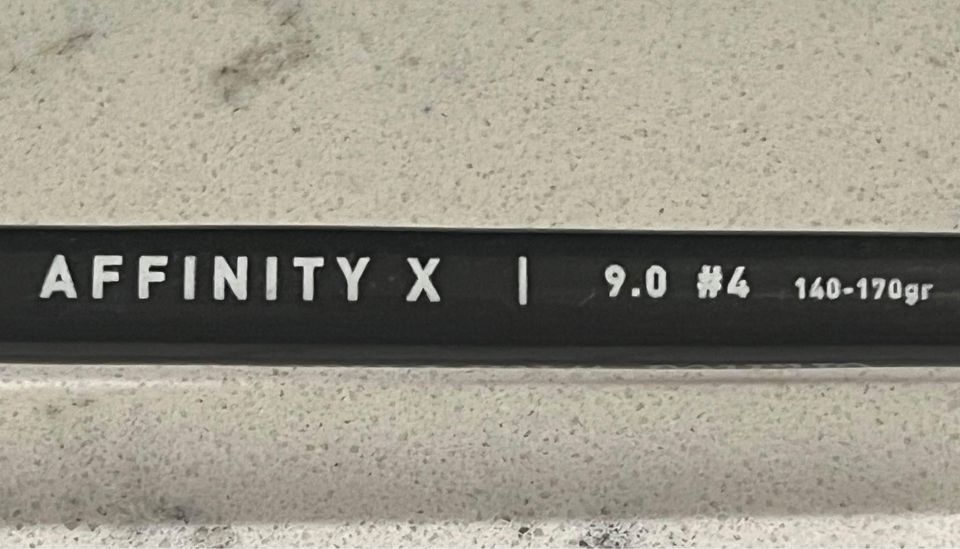 AFFINITY X | 9.0 #4 140-170gr